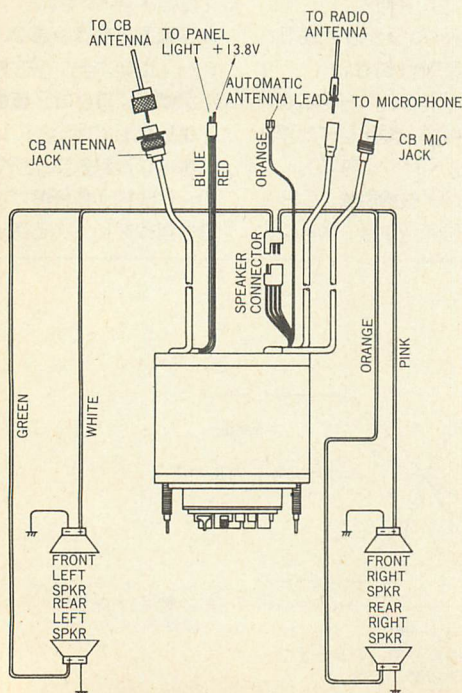 TO CB
ANTENNA
TO PANEL
LIGHT +13.8V
TO RADIO
ANTENNA
AUTOMATIC
ANTENNA LEAD
TO MICROPHONE
CB ANTENNA
JACK
CB MIC
JACK
BLUE
RED
ORANGE
SPEAKER
CONNECTOR
GREEN
WHITE
ORANGE
PINK
FRONT
LEFT
SPKR
REAR
LEFT
SPKR
FRONT
RIGHT
SPKR
REAR
RIGHT
SPKR